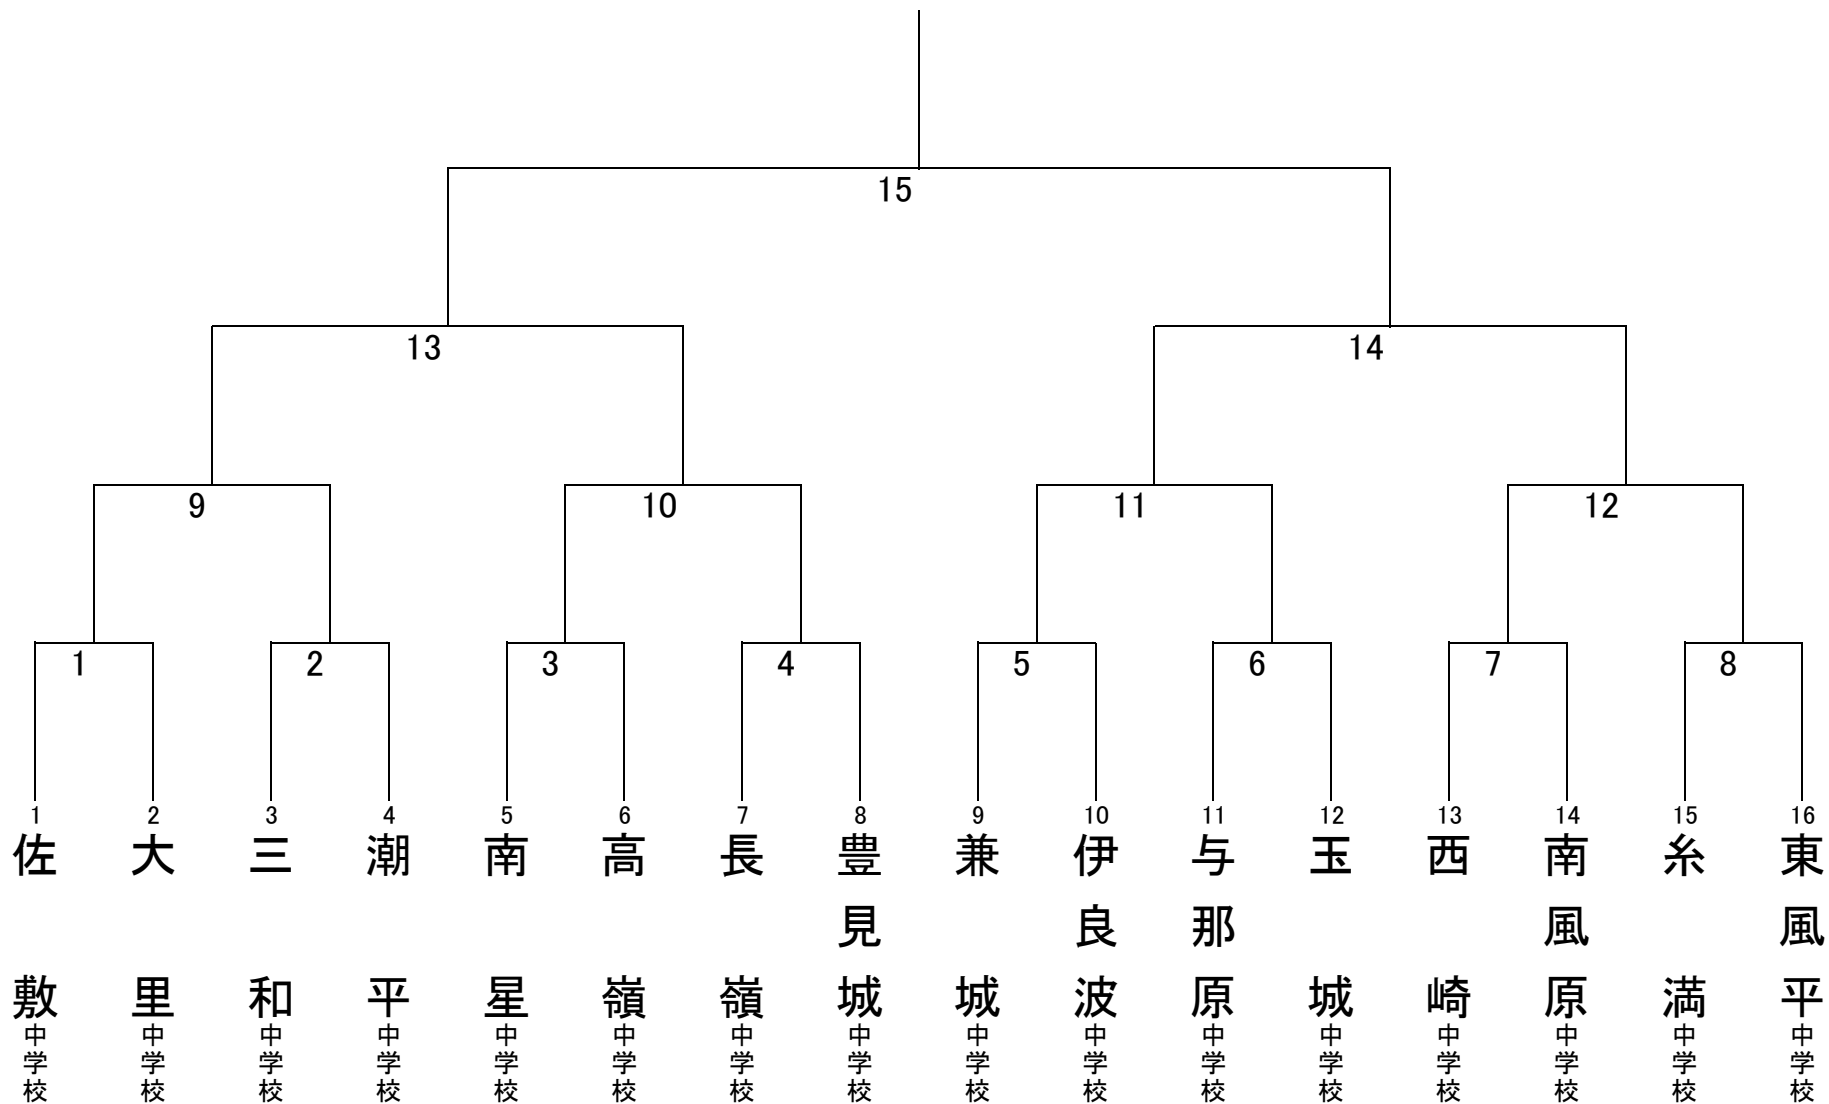 15
13
14
9
10
11
12
1
2
3
4
5
6
7
8
1
佐敷中学校
2
大里中学校
3
三和中学校
4
潮平中学校
5
南星中学校
6
高嶺中学校
7
長嶺中学校
8
豊見城中学校
9
兼城中学校
10
伊良波中学校
11
与那原中学校
12
玉城中学校
13
西崎中学校
14
南風原中学校
15
糸満中学校
16
東風平中学校